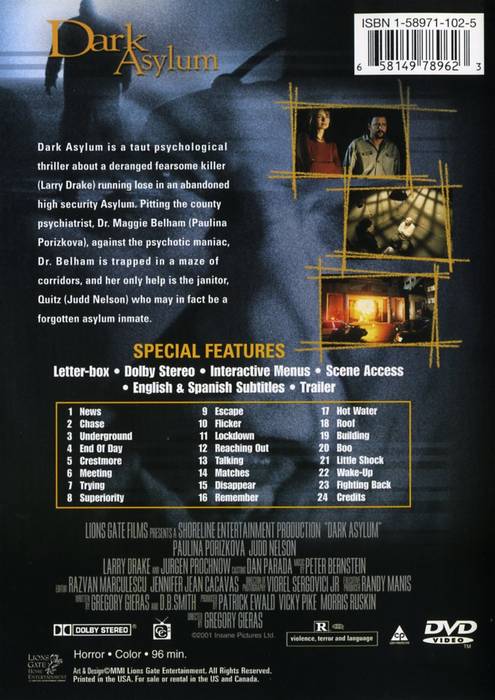 Dark
Asylum
ISBN 1-58971-102-5
6 58149 78962 3
Dark Asylum is a taut psychological
thriller about a deranged fearsome killer
(Larry Drake) running lose in an abandoned
high security Asylum. Pitting the county
psychiatrist, Dr. Maggie Belham (Paulina
Porizkova), against the psychotic maniac,
Dr. Belham is trapped in a maze of
corridors, and her only help is the janitor,
Quitz (Judd Nelson) who may in fact be a
forgotten asylum inmate.
SPECIAL FEATURES
Letter-box • Dolby Stereo • Interactive Menus • Scene Access
• English & Spanish Subtitles • Trailer
1 News
2 Chase
3 Underground
4 End Of Day
5 Crestmore
6 Meeting
7 Trying
8 Superiority
9 Escape
10 Flicker
11 Lockdown
12 Reaching Out
13 Talking
14 Matches
15 Disappear
16 Remember
17 Hot Water
18 Roof
19 Building
20 Boo
21 Little Shock
22 Wake-Up
23 Fighting Back
24 Credits
LIONS GATE FILMS PRESENTS A SHORELINE ENTERTAINMENT PRODUCTION "DARK ASYLUM"
PAULINA PORIZKOVA JUDD NELSON
LARRY DRAKE AND JURGEN PROCHNOW CASTING DAN PARADA MUSIC BY PETER BERNSTEIN
EDITOR RAZVAN MARCULESCU JENNIFER JEAN CACAVAS DIRECTOR OF PHOTOGRAPHY VIOREL SERGOVICI JR EXECUTIVE PRODUCER RANDY MANIS
WRITTEN BY GREGORY GIERAS AND D.B.SMITH PRODUCED BY PATRICK EWALD VICKY PIKE MORRIS RUSKIN
DIRECTED BY GREGORY GIERAS
©2001 Insane Pictures Ltd.
DOLBY STEREO
CC
R
violence, terror and language
DVD
VIDEO
TM
LIONS
GATE
HOME
ENTERTAINMENT
Horror • Color • 96 min.
Art & Design©MMI Lions Gate Entertainment. All Rights Reserved.
Printed in the USA. For sale or rental in the US and Canada.